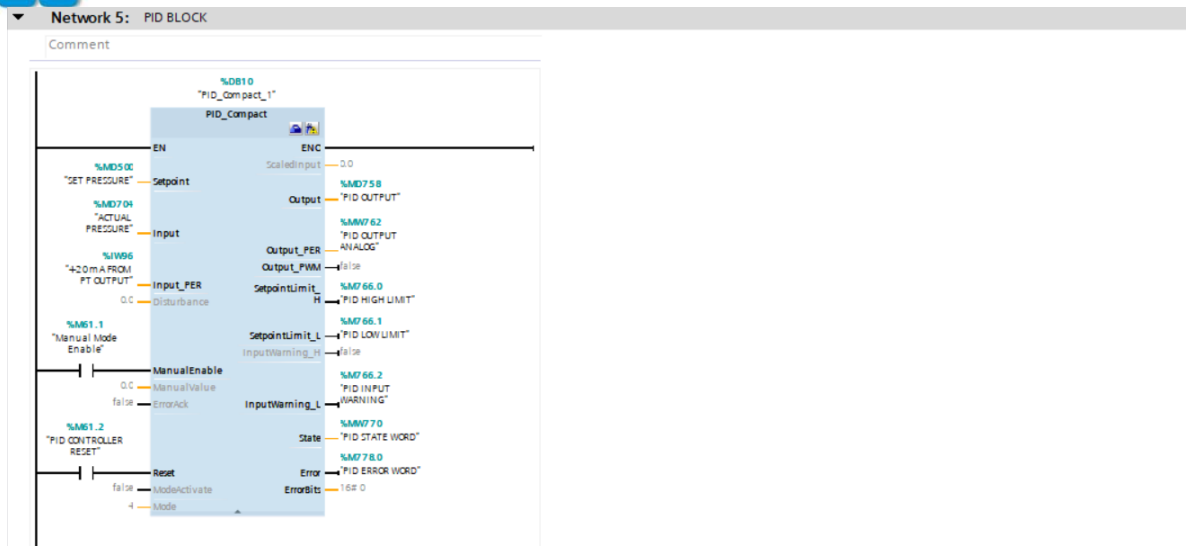 Network 5: PID BLOCK
Comment
%DB10
"PID_Compact_1"
PID_Compact
EN
ENO
ScaledInput
0.0
%MD500
"SET PRESSURE"
Setpoint
%MD758
Output
"PID OUTPUT"
%MD704
"ACTUAL
PRESSURE"
Input
%MW762
"PID OUTPUT
ANALOG"
Output_PER
%IW96
"4-20 mA FROM
PT OUTPUT"
Input_PER
Output_PWM
false
0.0
Disturbance
SetpointLimit_
H
%M766.0
"PID HIGH LIMIT"
%M61.1
"Manual Mode
Enable"
ManualEnable
%M766.1
SetpointLimit_L
"PID LOW LIMIT"
InputWarning_H
false
0.0
ManualValue
%M766.2
"PID INPUT
WARNING"
false
ErrorAck
InputWarning_L
%M61.2
"PID CONTROLLER
RESET"
Reset
%MW770
State
"PID STATE WORD"
%M778.0
Error
"PID ERROR WORD"
false
ModeActivate
ErrorBits
16#0
4
Mode